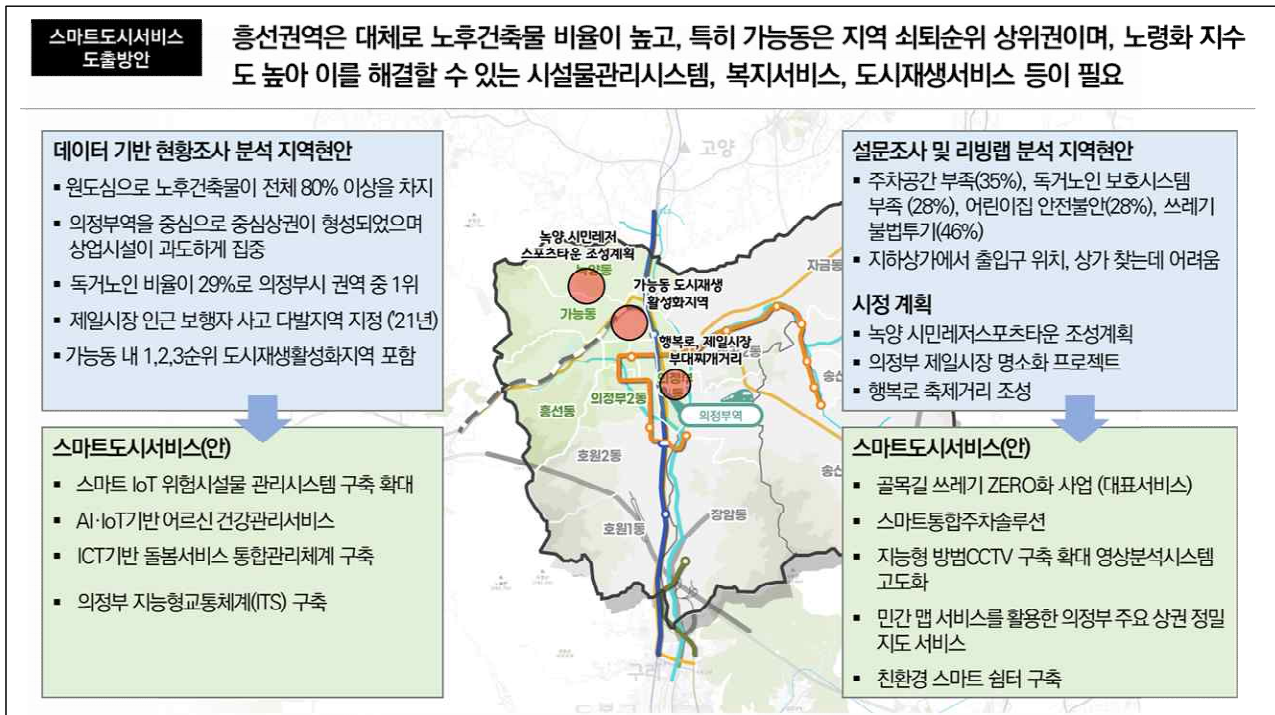 스마트도시서비스
도출방안
흥선권역은 대체로 노후건축물 비율이 높고, 특히 가능동은 지역 쇠퇴순위 상위권이며, 노령화 지수
도 높아 이를 해결할 수 있는 시설물관리시스템, 복지서비스, 도시재생서비스 등이 필요
데이터 기반 현황조사 분석 지역현안
▪ 원도심으로 노후건축물이 전체 80% 이상을 차지
▪ 의정부역을 중심으로 중심상권이 형성되었으며
상업시설이 과도하게 집중
▪ 독거노인 비율이 29%로 의정부시 권역 중 1위
▪ 제일시장 인근 보행자 사고 다발지역 지정 ('21년)
▪ 가능동 내 1,2,3순위 도시재생활성화지역 포함
스마트도시서비스(안)
▪ 스마트 IoT 위험시설물 관리시스템 구축 확대
▪ AI·IoT기반 어르신 건강관리서비스
▪ ICT기반 돌봄서비스 통합관리체계 구축
▪ 의정부 지능형교통체계(ITS) 구축
고양
녹양 시민레저
스포츠타운 조성계획
녹양동
가능동 도시재생
활성화지역
자금동
가능동
행복로, 제일시장
부대찌개거리
의정부2동
의정부역
흥선동
송산
호원2동
송산
호원1동
장암동
구리
설문조사 및 리빙랩 분석 지역현안
▪ 주차공간 부족(35%), 독거노인 보호시스템
부족 (28%), 어린이집 안전불안(28%), 쓰레기
불법투기(46%)
▪ 지하상가에서 출입구 위치, 상가 찾는데 어려움
시정 계획
▪ 녹양 시민레저스포츠타운 조성계획
▪ 의정부 제일시장 명소화 프로젝트
▪ 행복로 축제거리 조성
스마트도시서비스(안)
▪ 골목길 쓰레기 ZERO화 사업 (대표서비스)
▪ 스마트통합주차솔루션
▪ 지능형 방범CCTV 구축 확대 영상분석시스템
고도화
▪ 민간 맵 서비스를 활용한 의정부 주요 상권 정밀
지도 서비스
▪ 친환경 스마트 쉼터 구축